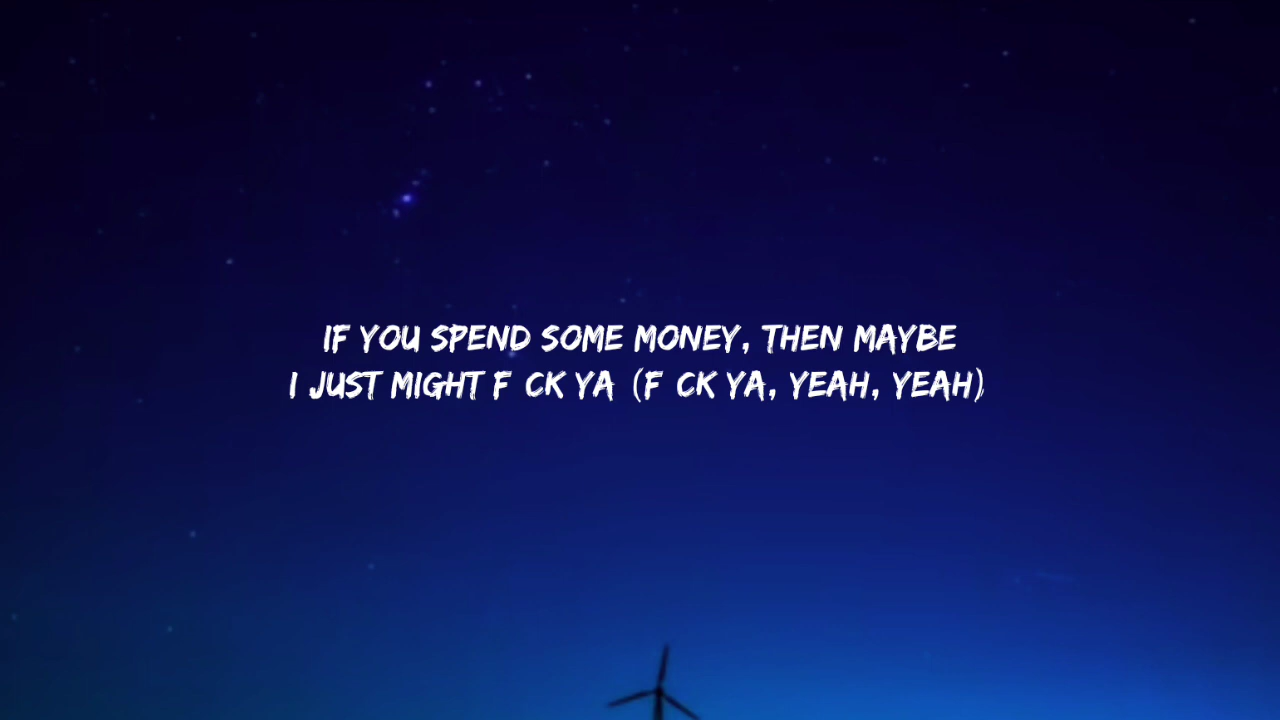 IF YOU SPEND SOME MONEY, THEN MAYBE
I JUST MIGHT F CK YA (F CK YA, YEAH, YEAH)